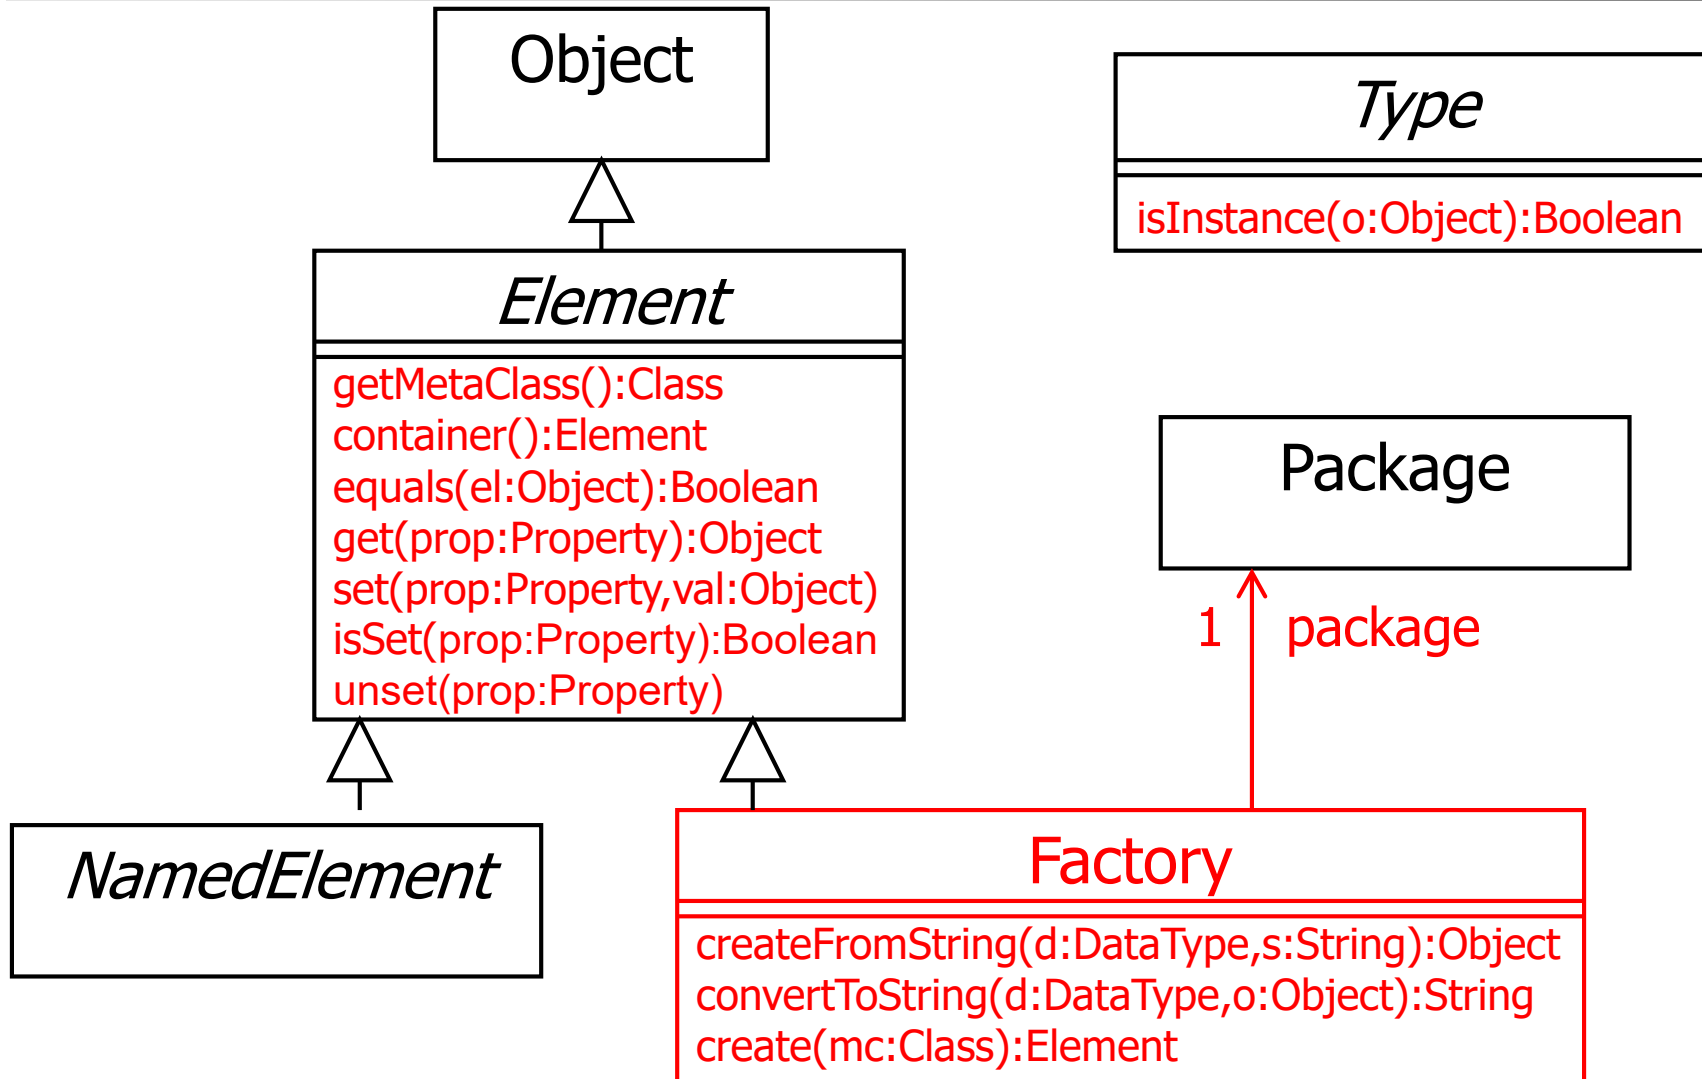 Object
Type
isInstance(o:Object):Boolean
Element
getMetaClass():Class
container():Element
equals(el:Object):Boolean
get(prop:Property):Object
set(prop:Property,val:Object)
isSet(prop:Property):Boolean
unset(prop:Property)
Package
1 package
NamedElement
Factory
createFromString(d:DataType,s:String):Object
convertToString(d:DataType,o:Object):String
create(mc:Class):Element